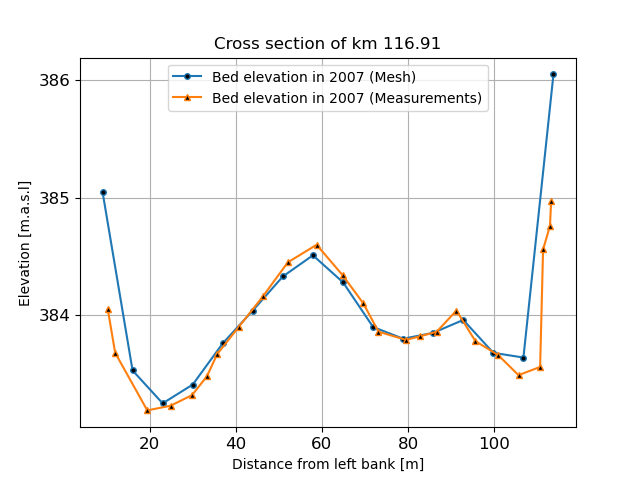 Cross section of km 116.91
Bed elevation in 2007 (Mesh)
Bed elevation in 2007 (Measurements)
386
385
384
Elevation [m.a.s.l]
20 40 60 80 100
Distance from left bank [m]